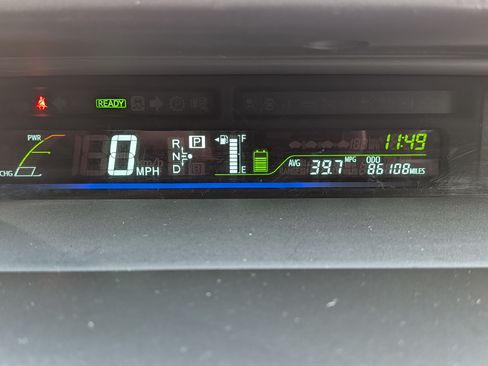 READY
PWR
CHG
0 MPH
R
N
D
P
F
E
11:49
AVG 39.7 MPG
ODO 86108 MILES